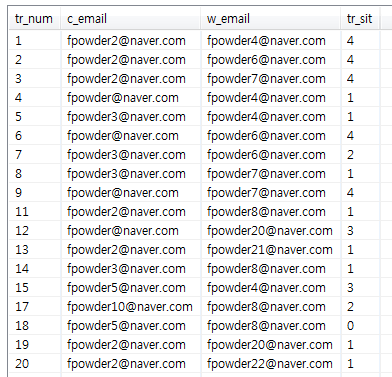 tr_num c_email w_email tr_sit
1 fpowder2@naver.com fpowder4@naver.com 4
2 fpowder2@naver.com fpowder6@naver.com 4
3 fpowder2@naver.com fpowder7@naver.com 4
4 fpowder@naver.com fpowder4@naver.com 1
5 fpowder3@naver.com fpowder4@naver.com 1
6 fpowder@naver.com fpowder6@naver.com 4
7 fpowder3@naver.com fpowder6@naver.com 2
8 fpowder3@naver.com fpowder7@naver.com 1
9 fpowder@naver.com fpowder7@naver.com 4
11 fpowder2@naver.com fpowder8@naver.com 1
12 fpowder@naver.com fpowder20@naver.com 3
13 fpowder2@naver.com fpowder21@naver.com 1
14 fpowder3@naver.com fpowder8@naver.com 1
15 fpowder5@naver.com fpowder4@naver.com 3
17 fpowder10@naver.com fpowder8@naver.com 2
18 fpowder5@naver.com fpowder8@naver.com 0
19 fpowder2@naver.com fpowder20@naver.com 1
20 fpowder2@naver.com fpowder22@naver.com 1